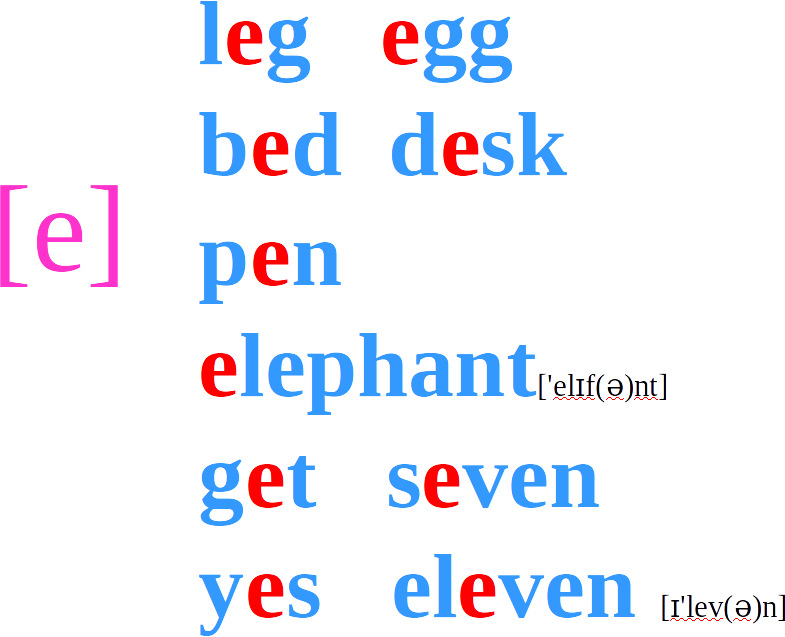 leg egg
bed desk
[e]
pen
elephant['elɪf(ə)nt]
get seven
yes eleven [ɪ'lev(ə)n]